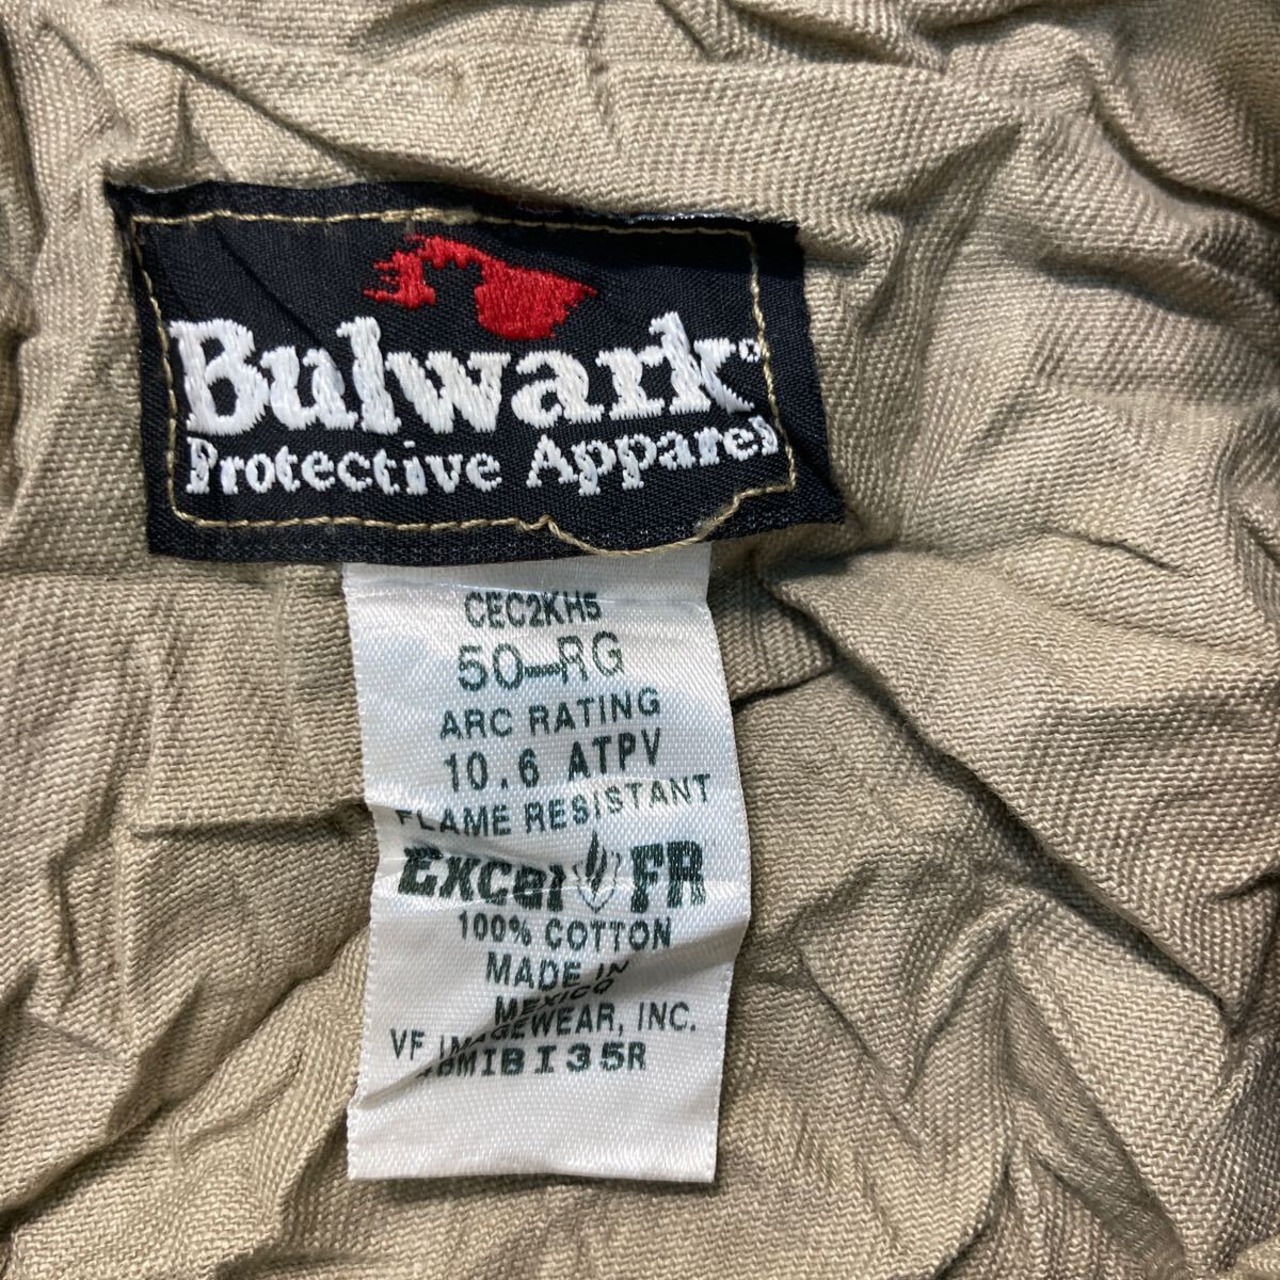 Bulwark®
Protective Apparel
CEC2KH5
50-RG
ARC RATING
10.6 ATPV
FLAME RESISTANT
EXCEL FR
100% COTTON
MADE IN
MEXICO
VF IMAGEWEAR, INC.